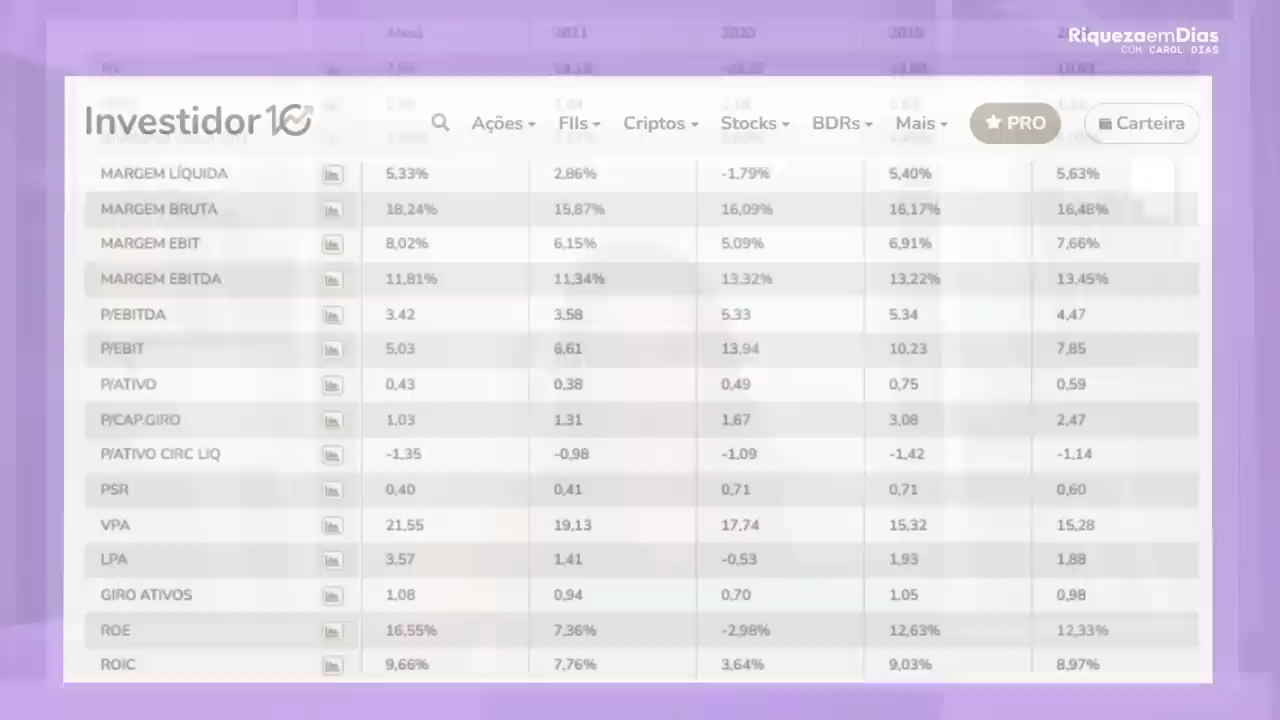 Atual 2021 2020 2019
RiquezaemDias
COM CAROL DIAS
Investidor10
Ações FIIs Criptos Stocks BDRs Mais PRO Carteira
MARGEM LÍQUIDA 5,33% 2,86% -1,79% 5,40% 5,63%
MARGEM BRUTA 18,24% 15,87% 16,09% 16,17% 16,48%
MARGEM EBIT 8,02% 6,15% 5,09% 6,91% 7,66%
MARGEM EBITDA 11,81% 11,34% 13,32% 13,22% 13,45%
P/EBITDA 3,42 3,58 5,33 5,34 4,47
P/EBIT 5,03 6,61 13,94 10,23 7,85
P/ATIVO 0,43 0,38 0,49 0,75 0,59
P/CAP.GIRO 1,03 1,31 1,67 3,08 2,47
P/ATIVO CIRC LIQ -1,35 -0,98 -1,09 -1,42 -1,14
PSR 0,40 0,41 0,71 0,71 0,60
VPA 21,55 19,13 17,74 15,32 15,28
LPA 3,57 1,41 -0,53 1,93 1,88
GIRO ATIVOS 1,08 0,94 0,70 1,05 0,98
ROE 16,55% 7,36% -2,98% 12,63% 12,33%
ROIC 9,66% 7,76% 3,64% 9,03% 8,97%